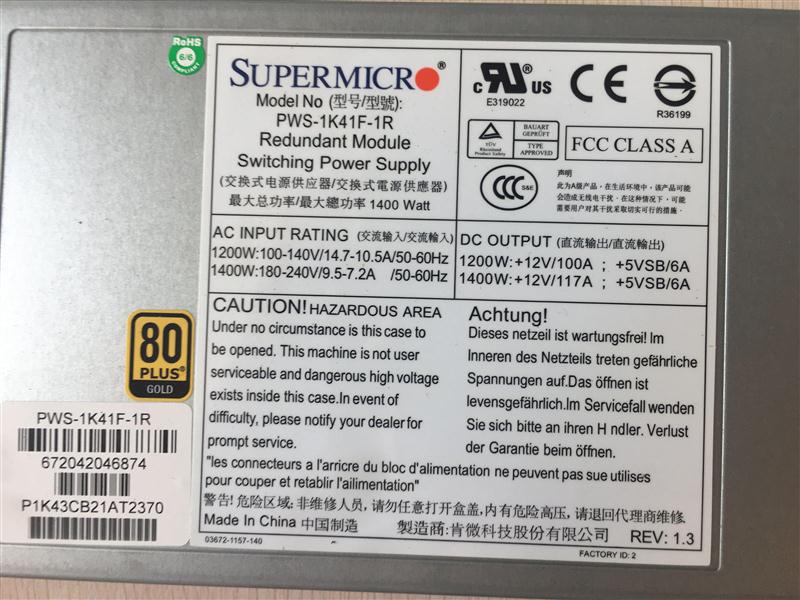 RoHS
6/6
COMPLIANT
SUPERMICRO®
Model No (型号/型號):
PWS-1K41F-1R
Redundant Module
Switching Power Supply
(交换式电源供应器/交換式電源供應器)
最大总功率/最大總功率 1400 Watt
c RU® US
E319022
CE
R36199
TÜV
Rheinland
Product Safety
BAUART
GEPRÜFT
TYPE
APPROVED
FCC CLASS A
CCC S&E
声明
此为A级产品，在生活环境中，该产品可能
会造成无线电干扰。在这种情况下，可能
需要用户对其干扰采取切实可行的措施。
AC INPUT RATING (交流输入/交流輸入)
1200W:100-140V/14.7-10.5A/50-60Hz
1400W:180-240V/9.5-7.2A /50-60Hz
DC OUTPUT (直流输出/直流輸出)
1200W:+12V/100A ; +5VSB/6A
1400W:+12V/117A ; +5VSB/6A
CAUTION! HAZARDOUS AREA
Under no circumstance is this case to
be opened. This machine is not user
serviceable and dangerous high voltage
exists inside this case.In event of
difficulty, please notify your dealer for
prompt service.
Achtung!
Dieses netzeil ist wartungsfrei! Im
Inneren des Netzteils treten gefährliche
Spannungen auf.Das öffnen ist
levensgefährlich.Im Servicefall wenden
Sie sich bitte an ihren H ndler. Verlust
der Garantie beim öffnen.
"les connecteurs a l'arricre du bloc d'alimentation ne peuvent pas sue utilises
pour couper et retablir l'ailimentation"
警告! 危险区域: 非维修人员, 请勿任意打开盒盖, 内有危险高压, 请退回代理商维修.
Made In China 中国制造 製造商: 肯微科技股份有限公司 REV: 1.3
03672-1157-140
FACTORY ID: 2
80
PLUS®
GOLD
PWS-1K41F-1R
672042046874
P1K43CB21AT2370